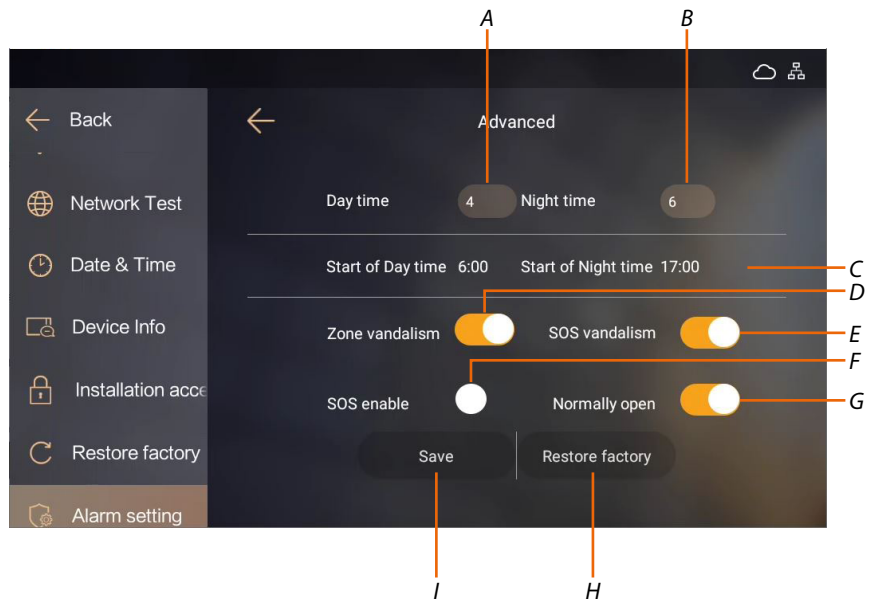 A B
Back
Advanced
Network Test
Day time 4 Night time 6
Date & Time
Start of Day time 6:00 Start of Night time 17:00
C
D
Device Info
Zone vandalism SOS vandalism
E
F
Installation acce
SOS enable Normally open
G
Restore factory
Save Restore factory
Alarm setting
I H